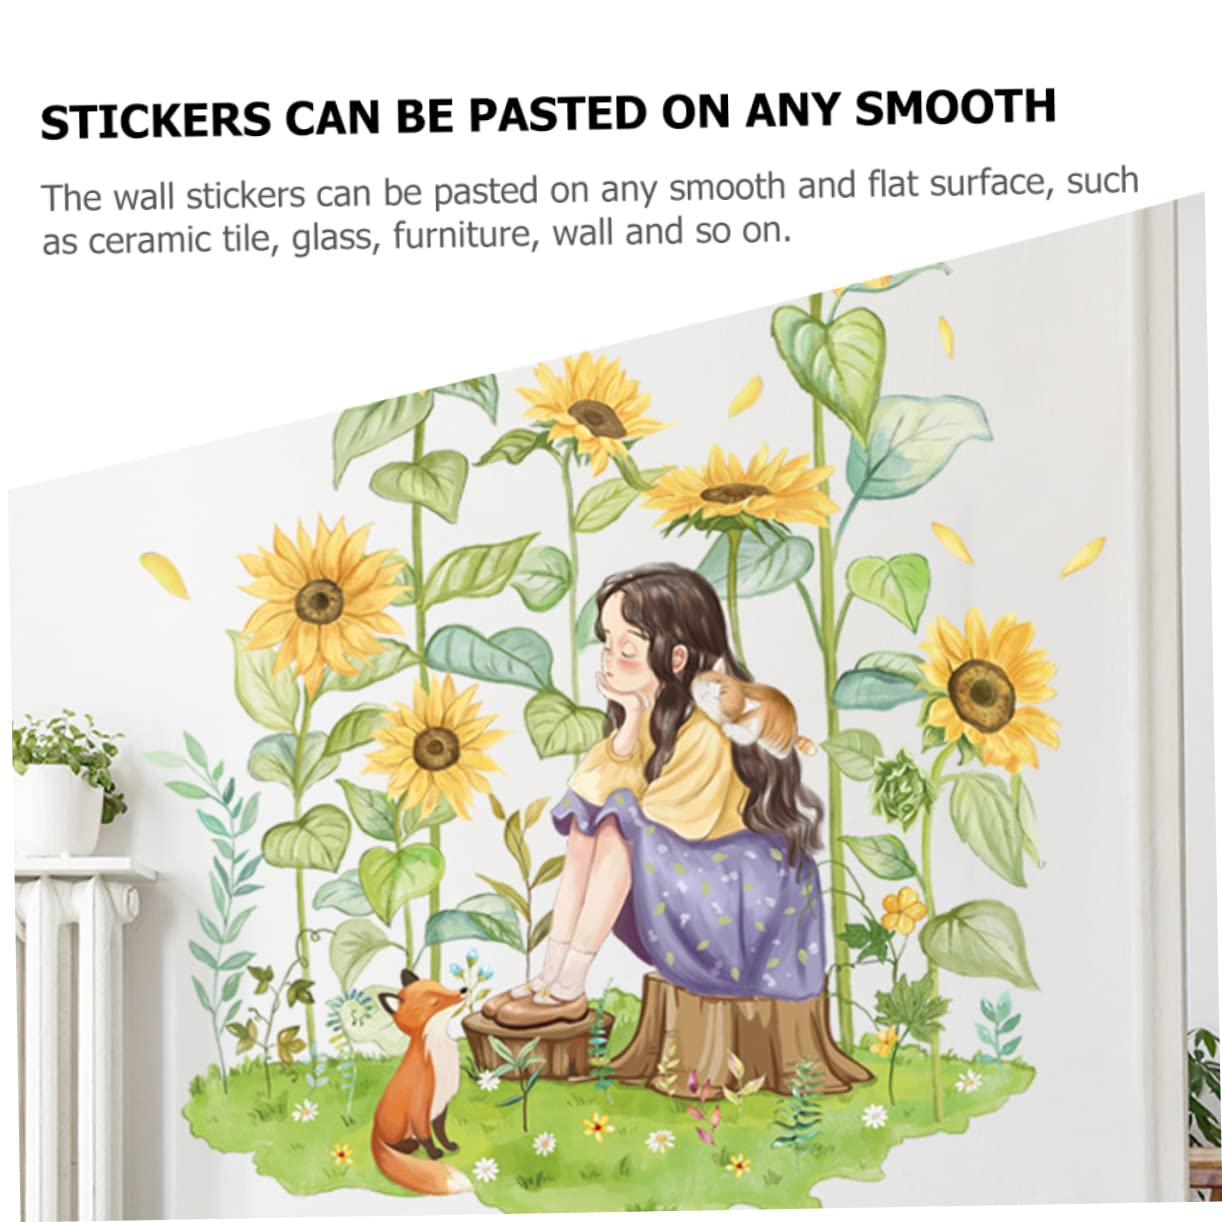 STICKERS CAN BE PASTED ON ANY SMOOTH
The wall stickers can be pasted on any smooth and flat surface, such
as ceramic tile, glass, furniture, wall and so on.